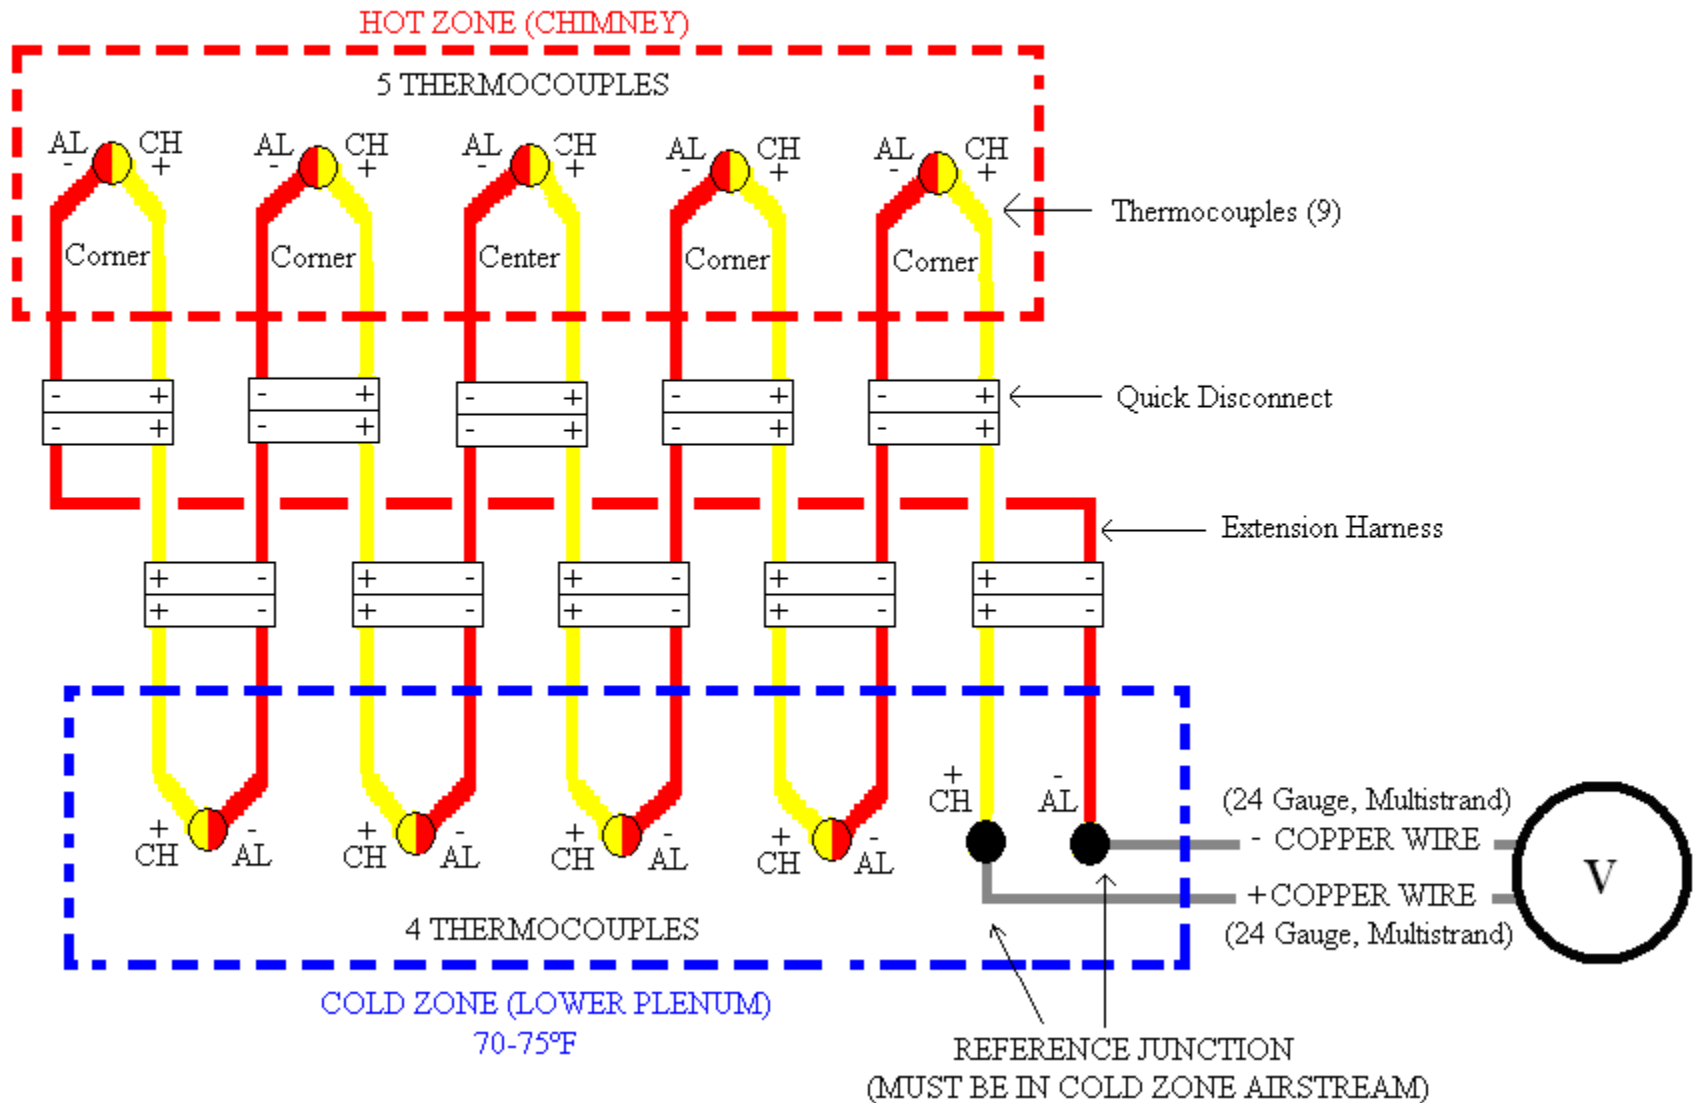 HOT ZONE (CHIMNEY)
5 THERMOCOUPLES
AL CH AL CH AL CH AL CH AL CH
- + - + - + - + - +
Thermocouples (9)
Corner Corner Center Corner Corner
- + - + - + - + - +
Quick Disconnect
- + - + - + - + - +
Extension Harness
+ - + - + - + - + -
+ - + - + - + - + -
+ -
CH AL
(24 Gauge, Multistrand)
+ - + - + - + -
- COPPER WIRE
CH AL CH AL CH AL CH AL
V
+ COPPER WIRE
4 THERMOCOUPLES
(24 Gauge, Multistrand)
COLD ZONE (LOWER PLENUM)
70-75ºF
REFERENCE JUNCTION
(MUST BE IN COLD ZONE AIRSTREAM)